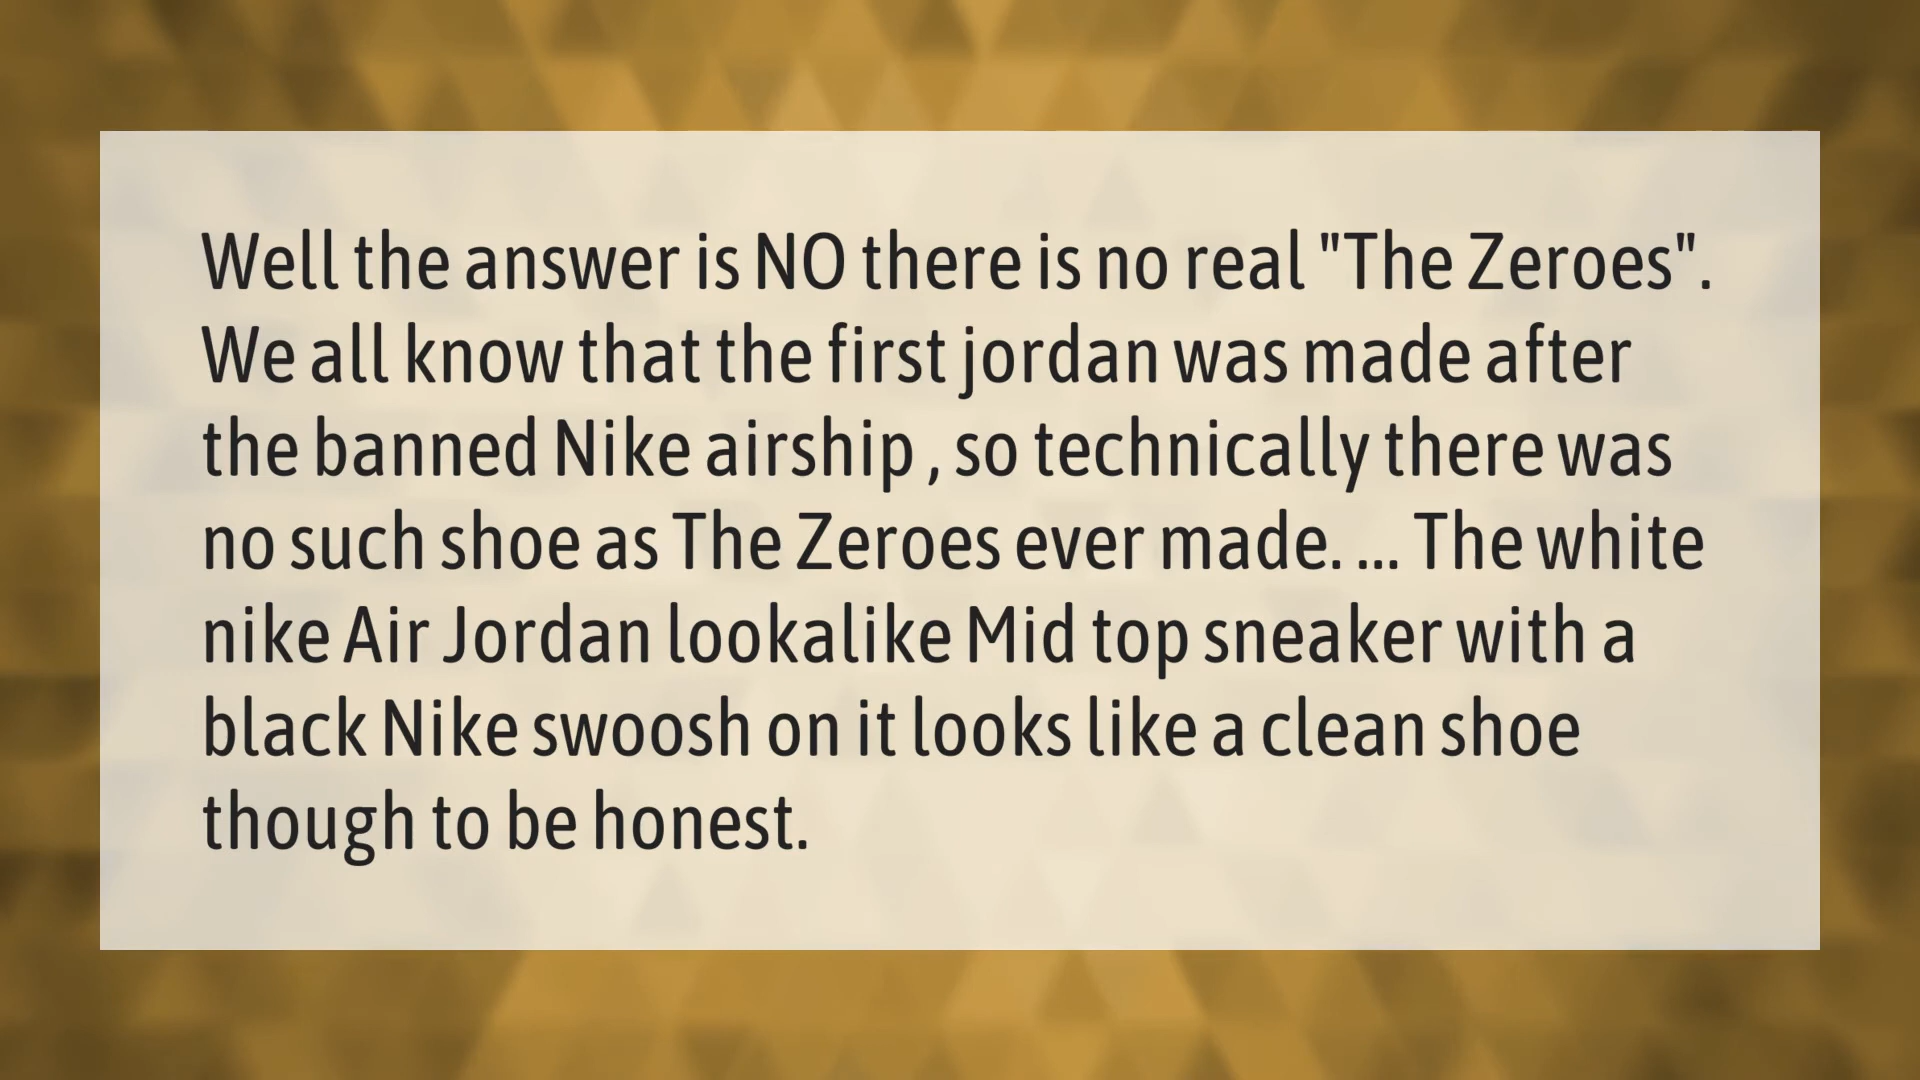 Well the answer is NO there is no real "The Zeroes".
We all know that the first jordan was made after
the banned Nike airship , so technically there was
no such shoe as The Zeroes ever made. ... The white
nike Air Jordan lookalike Mid top sneaker with a
black Nike swoosh on it looks like a clean shoe
though to be honest.